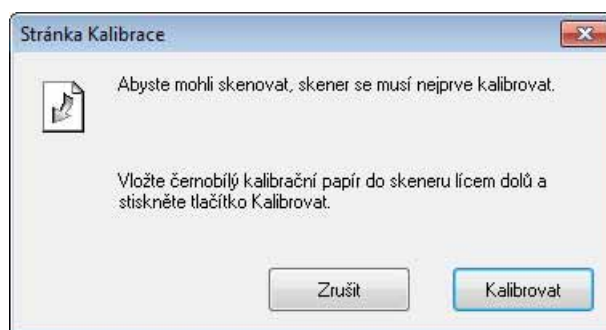 Stránka Kalibrace
Abyste mohli skenovat, skener se musí nejprve kalibrovat.
Vložte černobílý kalibrační papír do skeneru lícem dolů a
stiskněte tlačítko Kalibrovat.
Zrušit
Kalibrovat